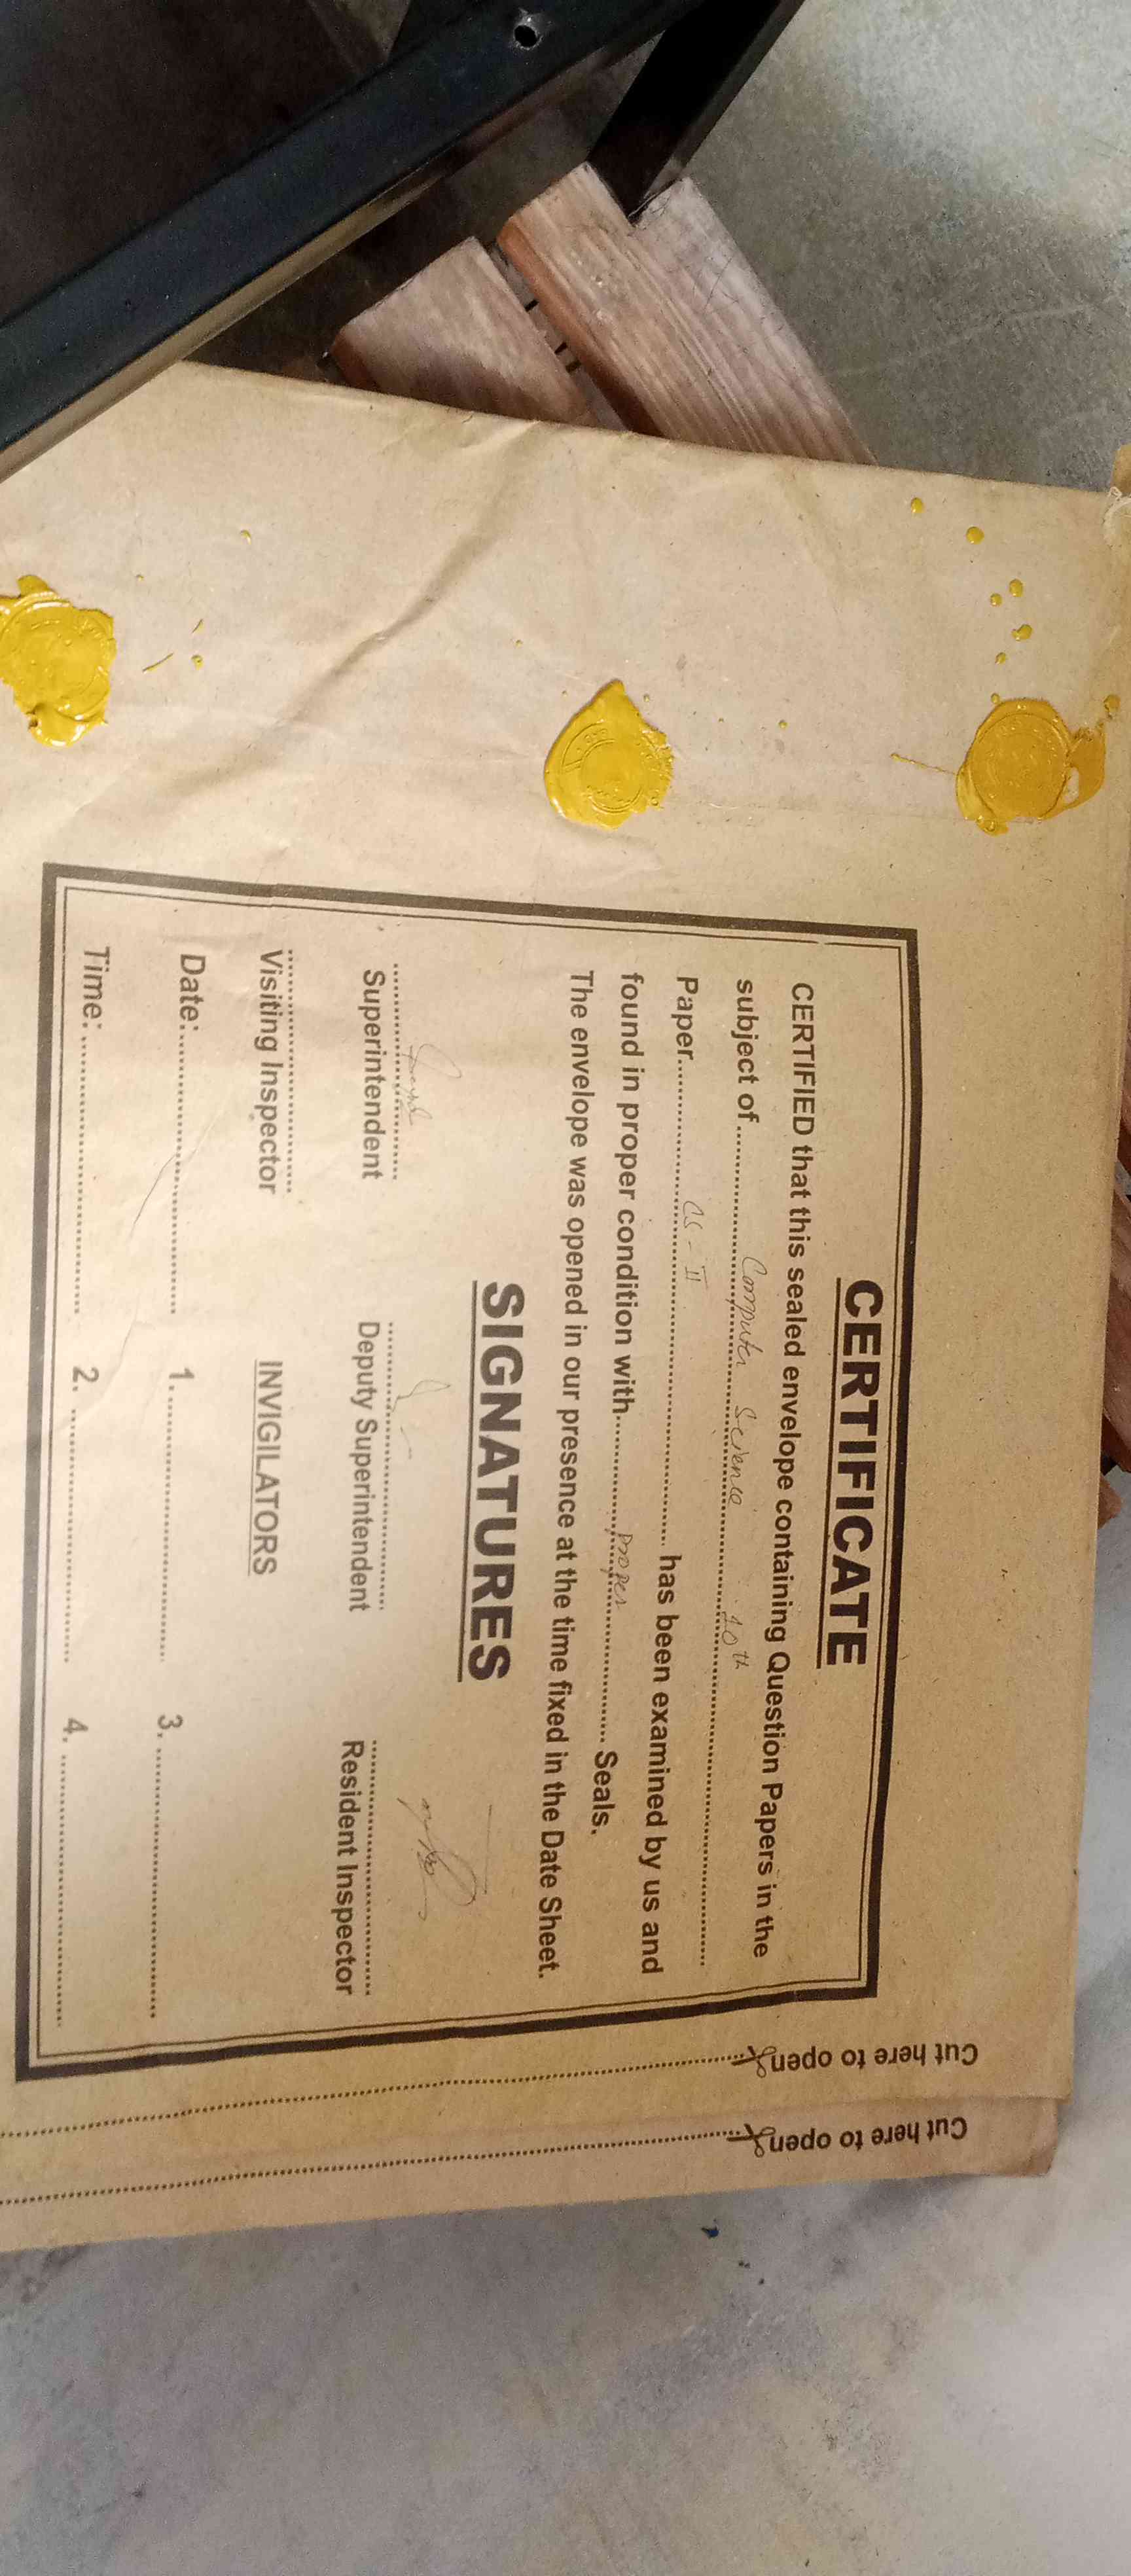 CERTIFICATE
CERTIFIED that this sealed envelope containing Question Papers in the
subject of............Computer Science 10th............
Paper............CS-II............ has been examined by us and
found in proper condition with............proper............ Seals.
The envelope was opened in our presence at the time fixed in the Date Sheet.
SIGNATURES
Superintendent Deputy Superintendent Resident Inspector
Visiting Inspector INVIGILATORS
Date:............ 1............. 3.............
Time:............ 2. ............ 4. ............
Cut here to open
Cut here to open